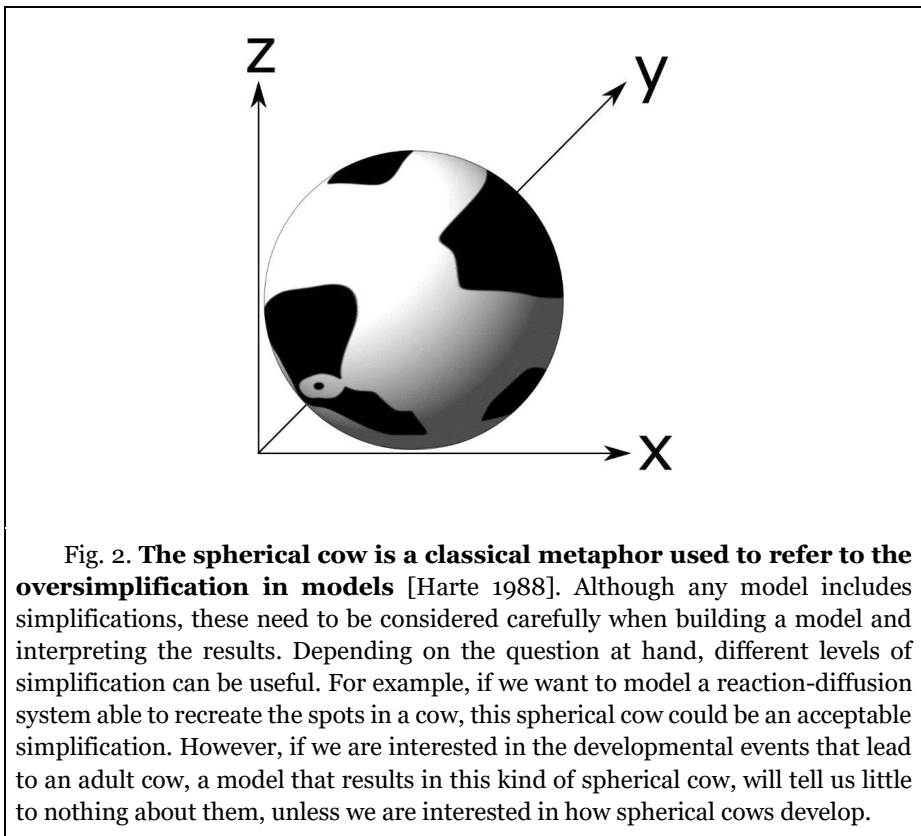 z
y
x
Fig. 2. The spherical cow is a classical metaphor used to refer to the
oversimplification in models [Harte 1988]. Although any model includes
simplifications, these need to be considered carefully when building a model and
interpreting the results. Depending on the question at hand, different levels of
simplification can be useful. For example, if we want to model a reaction-diffusion
system able to recreate the spots in a cow, this spherical cow could be an acceptable
simplification. However, if we are interested in the developmental events that lead
to an adult cow, a model that results in this kind of spherical cow, will tell us little
to nothing about them, unless we are interested in how spherical cows develop.